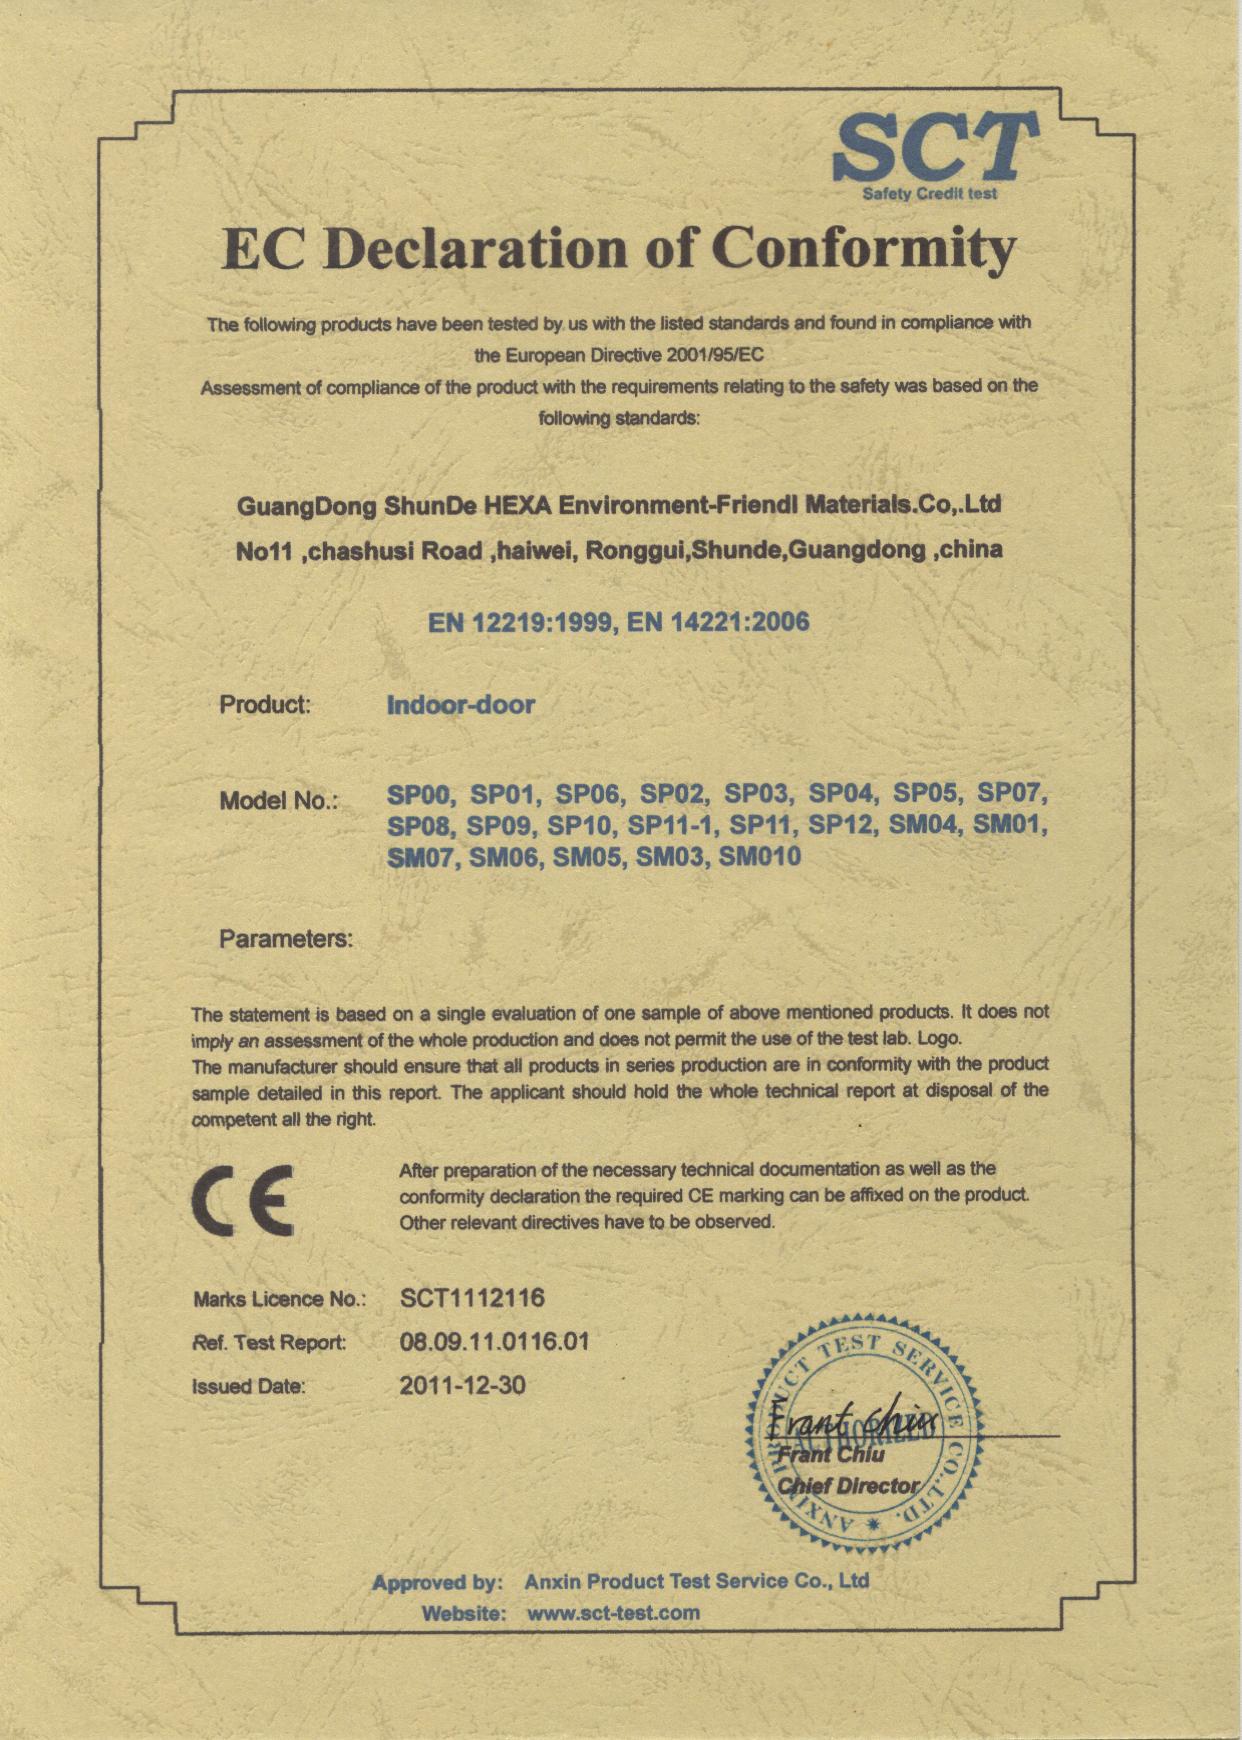 SCT
Safety Credit test
EC Declaration of Conformity
The following products have been tested by us with the listed standards and found in compliance with
the European Directive 2001/95/EC
Assessment of compliance of the product with the requirements relating to the safety was based on the
following standards:
GuangDong ShunDe HEXA Environment-Friendl Materials.Co,.Ltd
No11 ,chashusi Road ,haiwei, Ronggui,Shunde,Guangdong ,china
EN 12219:1999, EN 14221:2006
Product: Indoor-door
Model No.: SP00, SP01, SP06, SP02, SP03, SP04, SP05, SP07,
SP08, SP09, SP10, SP11-1, SP11, SP12, SM04, SM01,
SM07, SM06, SM05, SM03, SM010
Parameters:
The statement is based on a single evaluation of one sample of above mentioned products. It does not
imply an assessment of the whole production and does not permit the use of the test lab. Logo.
The manufacturer should ensure that all products in series production are in conformity with the product
sample detailed in this report. The applicant should hold the whole technical report at disposal of the
competent all the right.
CE
After preparation of the necessary technical documentation as well as the
conformity declaration the required CE marking can be affixed on the product.
Other relevant directives have to be observed.
Marks Licence No.: SCT1112116
Ref. Test Report: 08.09.11.0116.01
Issued Date: 2011-12-30
ANXIN PRODUCT TEST SERVICE CO.,LTD.
AUTHORIZED
Frant Chiu
Frant Chiu
Chief Director
Approved by: Anxin Product Test Service Co., Ltd
Website: www.sct-test.com